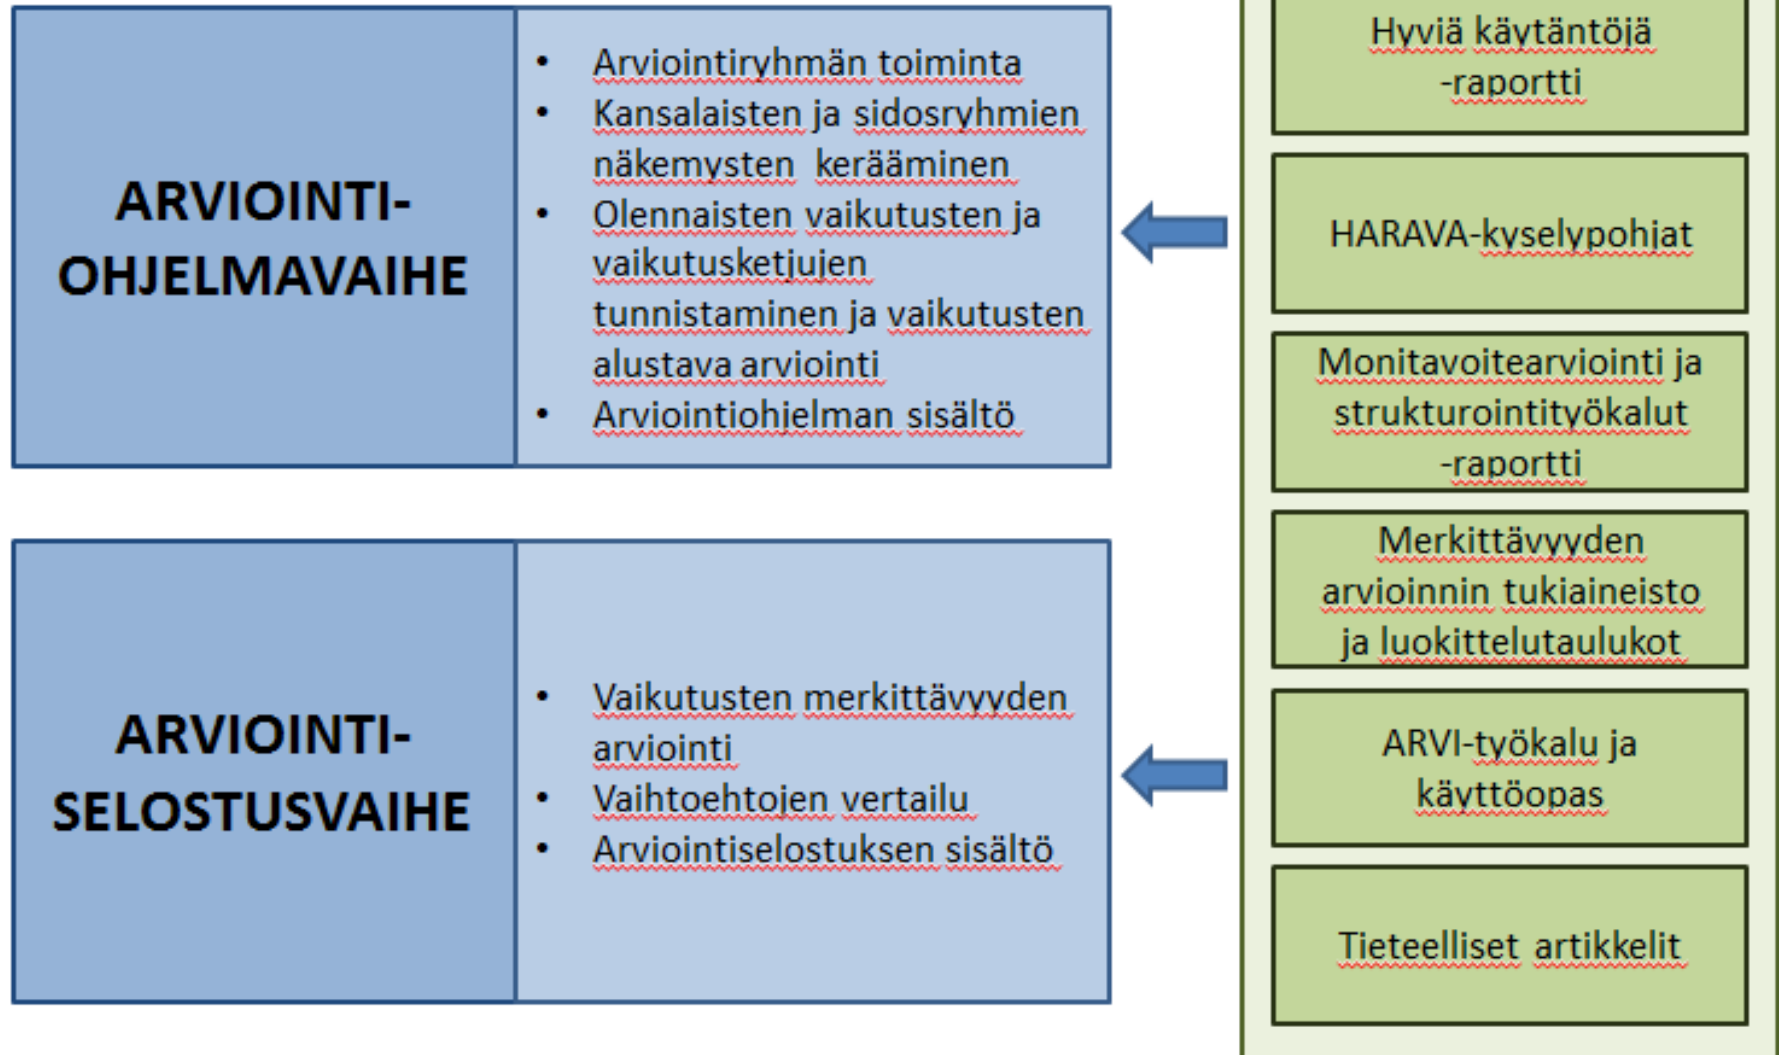 ARVIOINTI-
OHJELMAVAIHE
• Arviointiryhmän toiminta
• Kansalaisten ja sidosryhmien
näkemysten kerääminen
• Olennaisten vaikutusten ja
vaikutusketjujen
tunnistaminen ja vaikutusten
alustava arviointi
• Arviointiohjelman sisältö
ARVIOINTI-
SELOSTUSVAIHE
• Vaikutusten merkittävyyden
arviointi
• Vaihtoehtojen vertailu
• Arviointiselostuksen sisältö
Hyviä käytäntöjä
-raportti
HARAVA-kyselypohjat
Monitavoitearviointi ja
strukturointityökalut
-raportti
Merkittävyyden
arvioinnin tukiaineisto
ja luokittelutaulukot
ARVI-työkalu ja
käyttöopas
Tieteelliset artikkelit